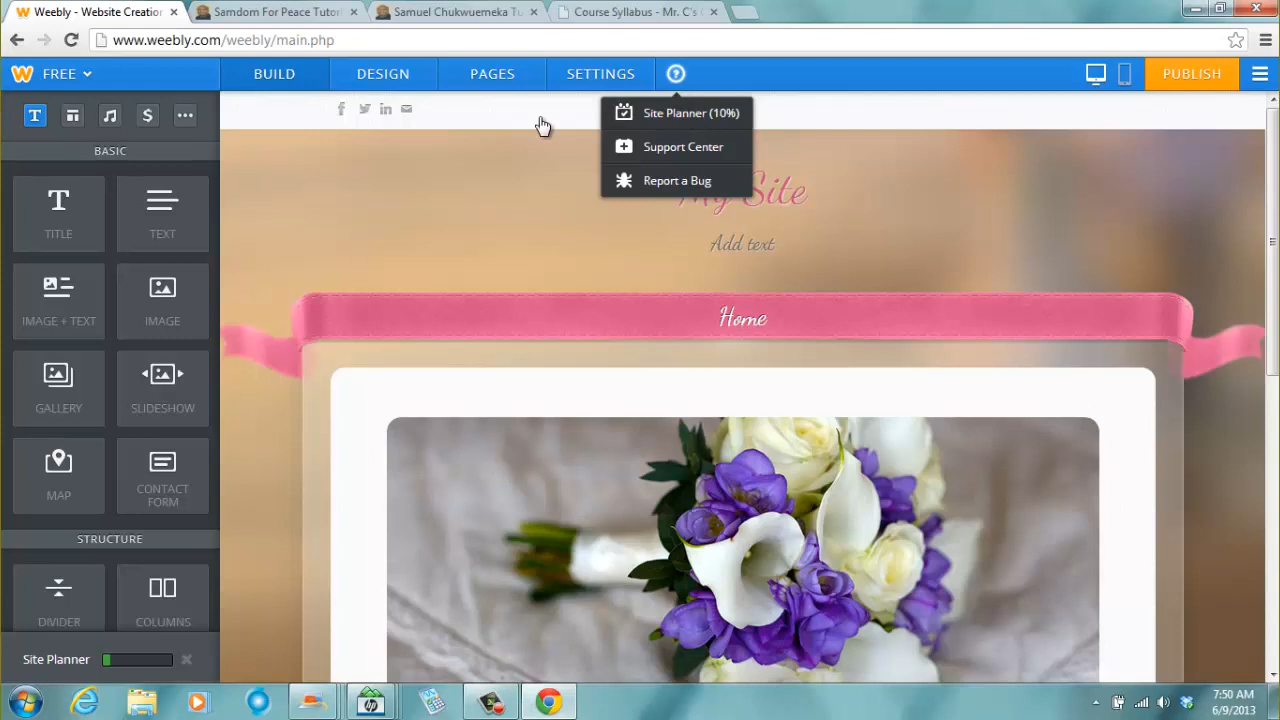 Weebly - Website Creation
Samdom For Peace Tutori
Samuel Chukwuemeka Tu
Course Syllabus - Mr. C's
www.weebly.com/weebly/main.php
FREE
BUILD
DESIGN
PAGES
SETTINGS
?
PUBLISH
T
$
Site Planner (10%)
Support Center
Report a Bug
BASIC
T
TITLE
TEXT
IMAGE + TEXT
IMAGE
GALLERY
SLIDESHOW
MAP
CONTACT
FORM
STRUCTURE
DIVIDER
COLUMNS
Site Planner
My Site
Add text
Home
hp
7:50 AM
6/9/2013